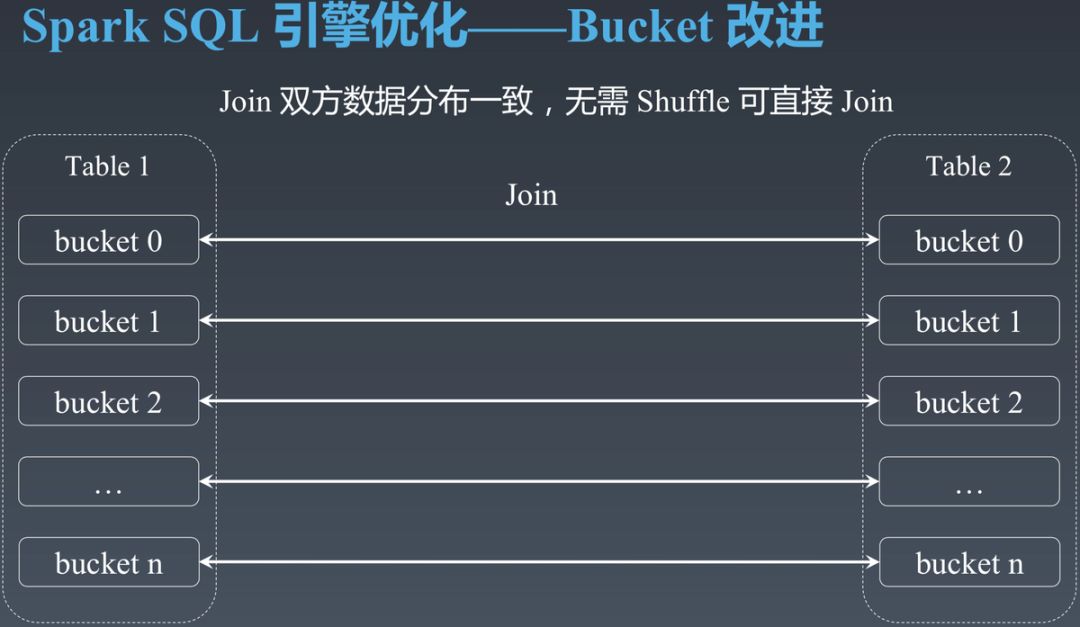 Spark SQL 引擎优化——Bucket 改进
Join 双方数据分布一致，无需 Shuffle 可直接 Join
Table 1
Table 2
Join
bucket 0
bucket 0
bucket 1
bucket 1
bucket 2
bucket 2
…
…
bucket n
bucket n